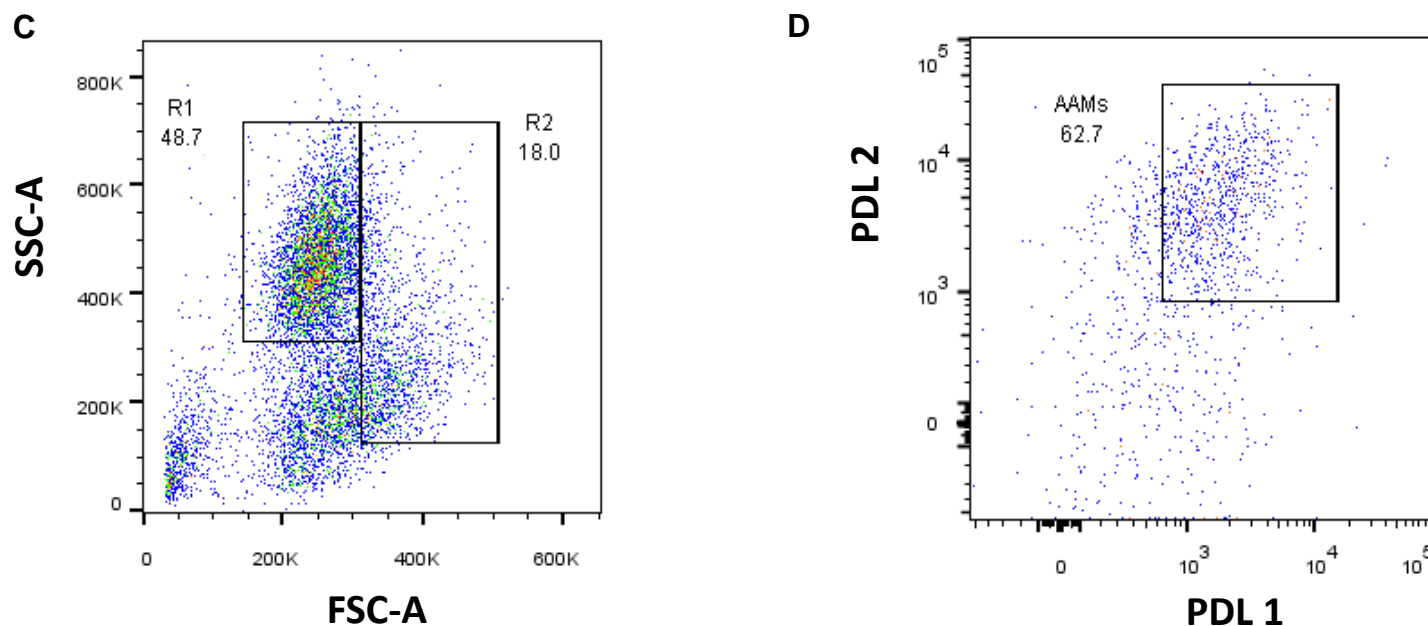 C
800K
600K
400K
200K
0
SSC-A
R1
48.7
R2
18.0
0
200K
400K
600K
FSC-A
D
10^5
10^4
10^3
0
PDL 2
AAMs
62.7
0
10^3
10^4
10^5
PDL 1